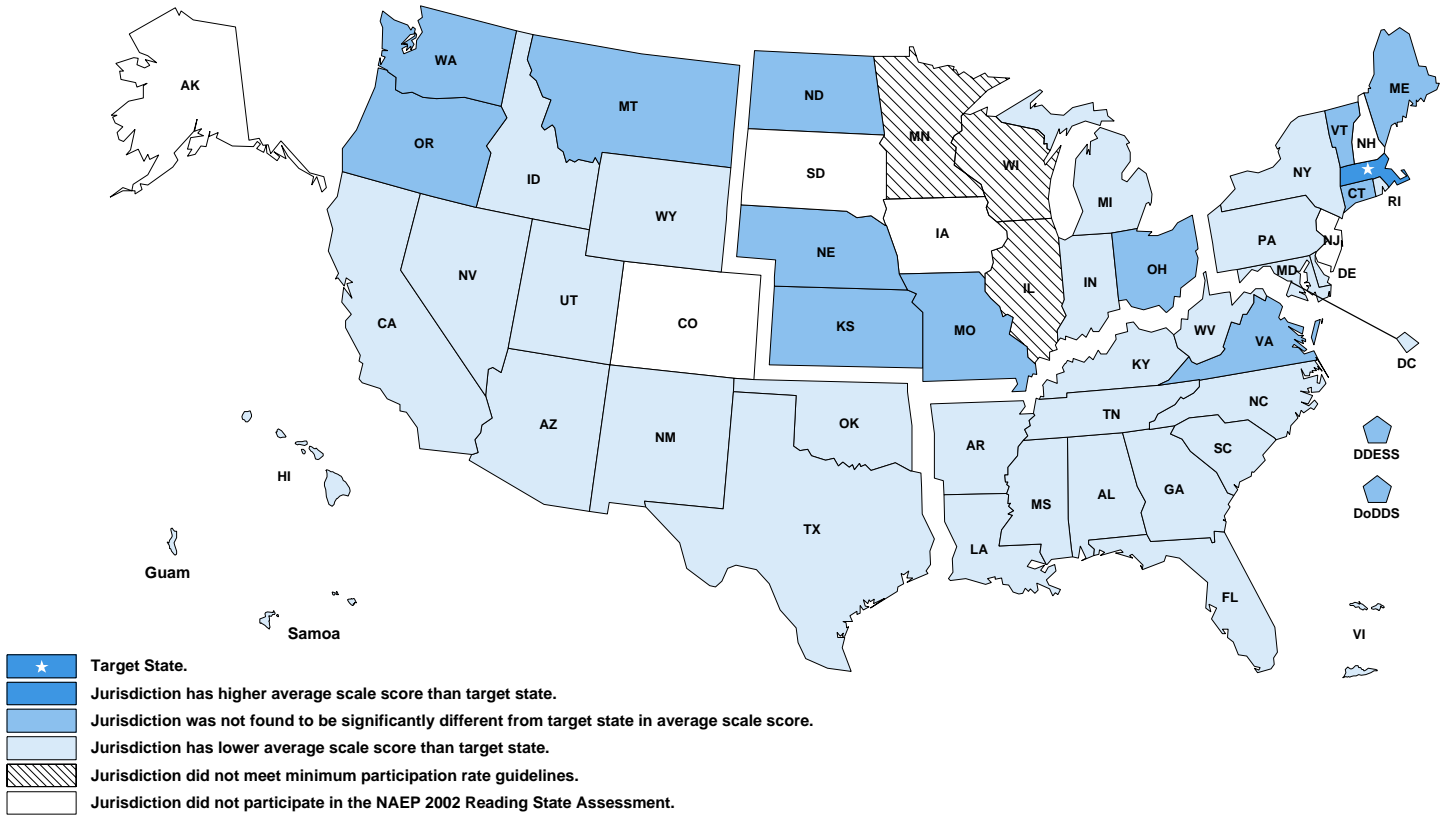 AK
WA
MT
ND
MN
ME
VT
NH
OR
ID
SD
WI
NY
CT
RI
WY
MI
IA
PA
NJ
NV
NE
IN
OH
MD
DE
UT
CO
KS
MO
IL
WV
VA
CA
KY
DC
AZ
NM
OK
AR
TN
NC
SC
DDESS
HI
MS
AL
GA
DoDDS
TX
LA
Guam
FL
Samoa
VI
Target State.
Jurisdiction has higher average scale score than target state.
Jurisdiction was not found to be significantly different from target state in average scale score.
Jurisdiction has lower average scale score than target state.
Jurisdiction did not meet minimum participation rate guidelines.
Jurisdiction did not participate in the NAEP 2002 Reading State Assessment.